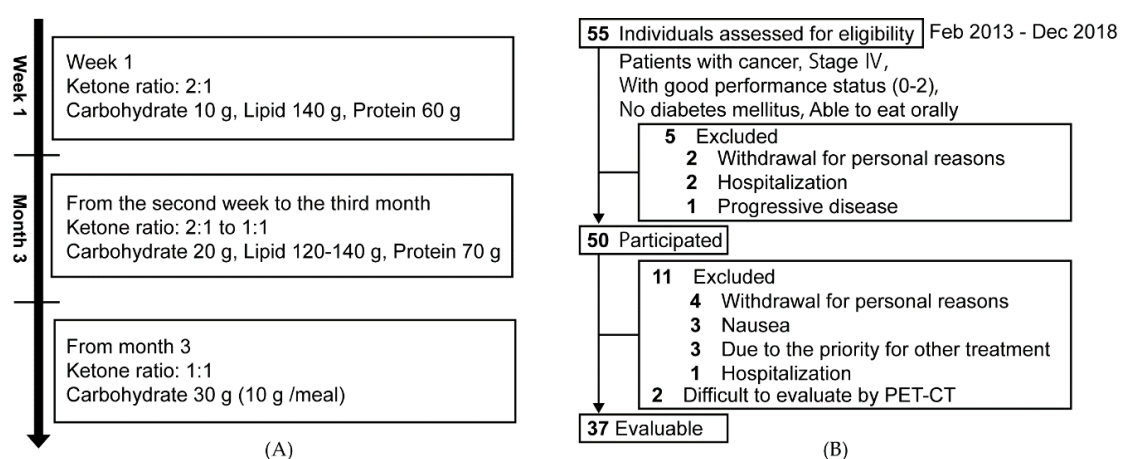 Week 1
Week 1
Ketone ratio: 2:1
Carbohydrate 10 g, Lipid 140 g, Protein 60 g
Month 3
From the second week to the third month
Ketone ratio: 2:1 to 1:1
Carbohydrate 20 g, Lipid 120-140 g, Protein 70 g
From month 3
Ketone ratio: 1:1
Carbohydrate 30 g (10 g /meal)
(A)
55 Individuals assessed for eligibility Feb 2013 - Dec 2018
Patients with cancer, Stage IV,
With good performance status (0-2),
No diabetes mellitus, Able to eat orally
5 Excluded
2 Withdrawal for personal reasons
2 Hospitalization
1 Progressive disease
50 Participated
11 Excluded
4 Withdrawal for personal reasons
3 Nausea
3 Due to the priority for other treatment
1 Hospitalization
2 Difficult to evaluate by PET-CT
37 Evaluable
(B)